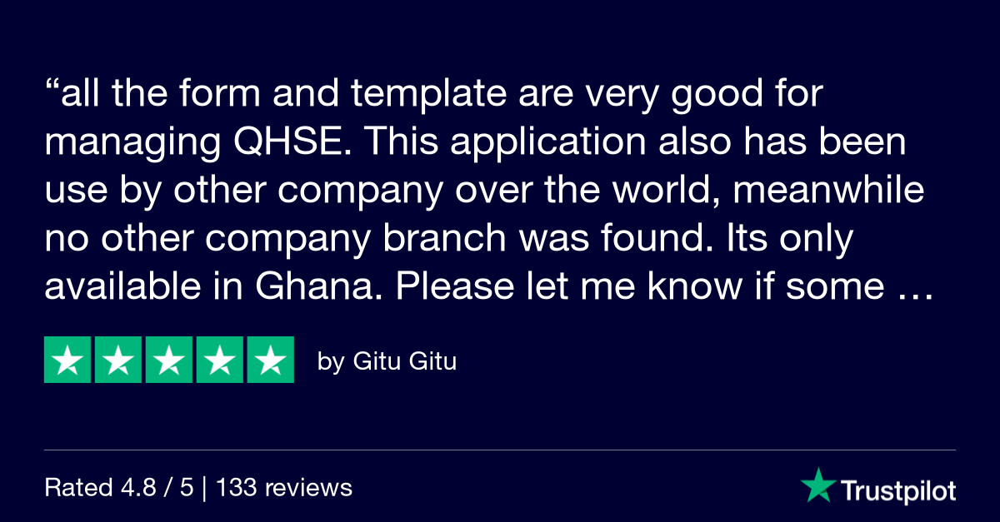 “all the form and template are very good for
managing QHSE. This application also has been
use by other company over the world, meanwhile
no other company branch was found. Its only
available in Ghana. Please let me know if some …
by Gitu Gitu
Rated 4.8 / 5 | 133 reviews
Trustpilot